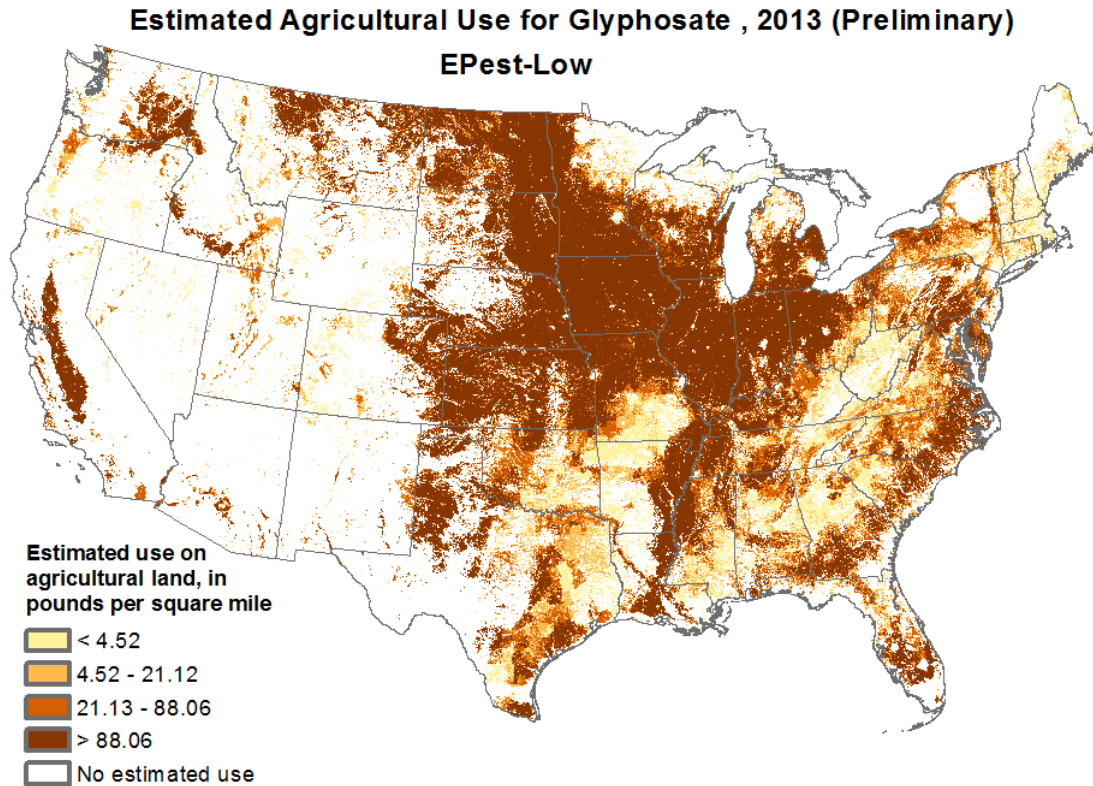 Estimated Agricultural Use for Glyphosate , 2013 (Preliminary)
EPest-Low
Estimated use on
agricultural land, in
pounds per square mile
< 4.52
4.52 - 21.12
21.13 - 88.06
> 88.06
No estimated use